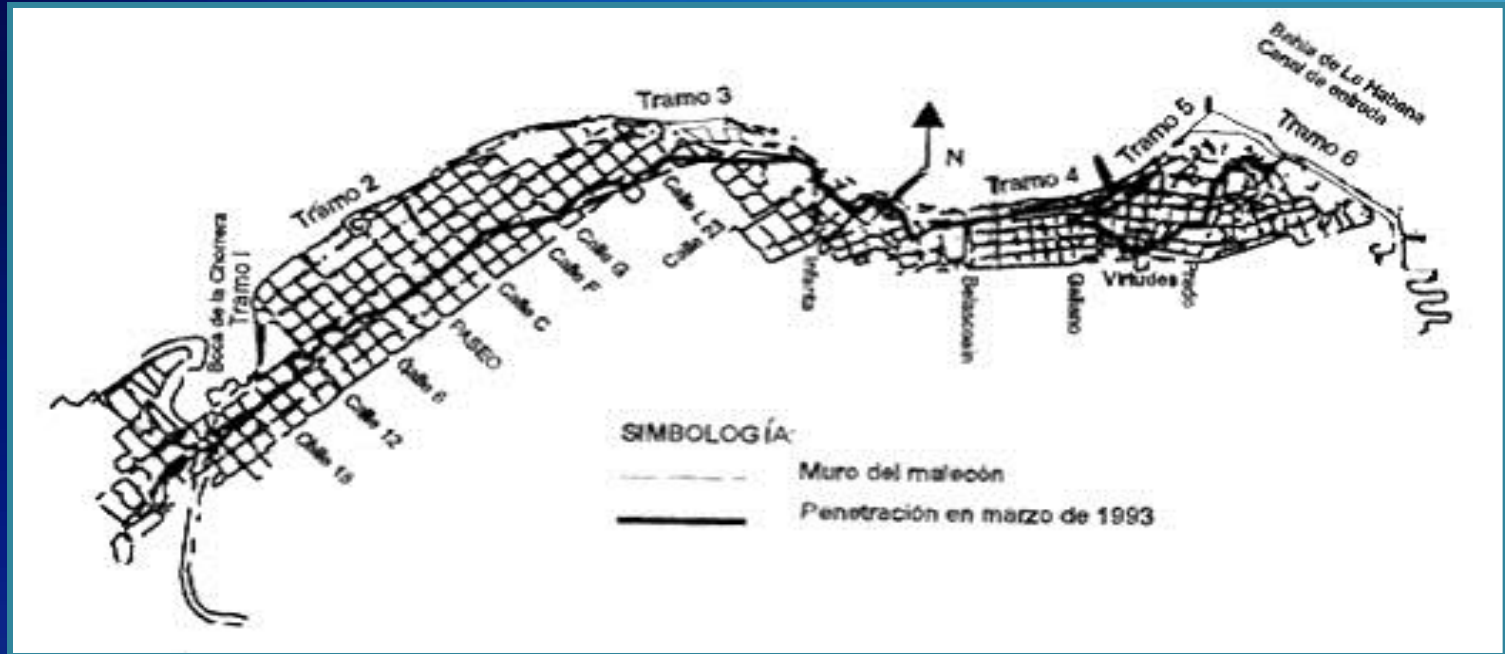 Bahía de La Habana
Canal de entrada
Tramo 3
Tramo 5
Tramo 6
N
Tramo 4
Tramo 2
Boca de la Chorrera
Tramo I
Calle L
Calle G
Calle F
Calle C
PASEO
Calle 6
Calle 12
Infanta
Belascoain
Galiano
Virtudes
Prado
SIMBOLOGÍA:
Muro del malecón
Penetración en marzo de 1993